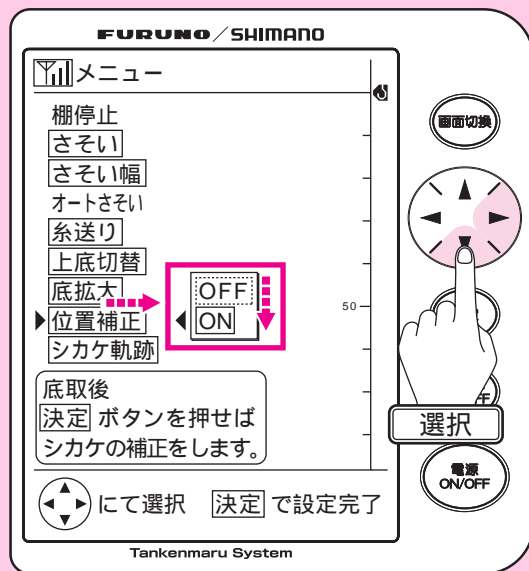 FURUNO/SHIMANO
メニュー
棚停止
さそい
さそい幅
オートさそい
糸送り
上底切替
底拡大
位置補正
シカケ軌跡
OFF
ON
50
底取後
決定 ボタンを押せば
シカケの補正をします。
にて選択 決定 で設定完了
Tankenmaru System
画面切換
選択
電源
ON/OFF